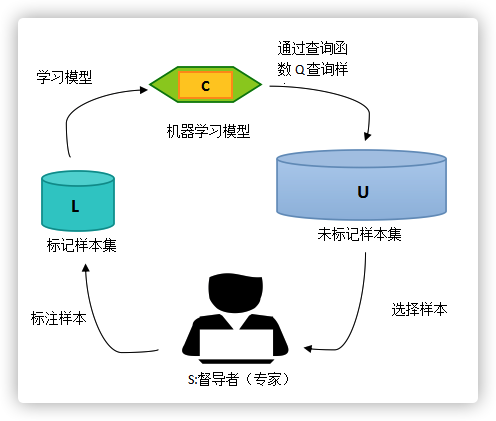 学习模型
C
机器学习模型
通过查询函
数Q查询样
L
标记样本集
U
未标记样本集
标注样本
选择样本
S:督导者（专家）